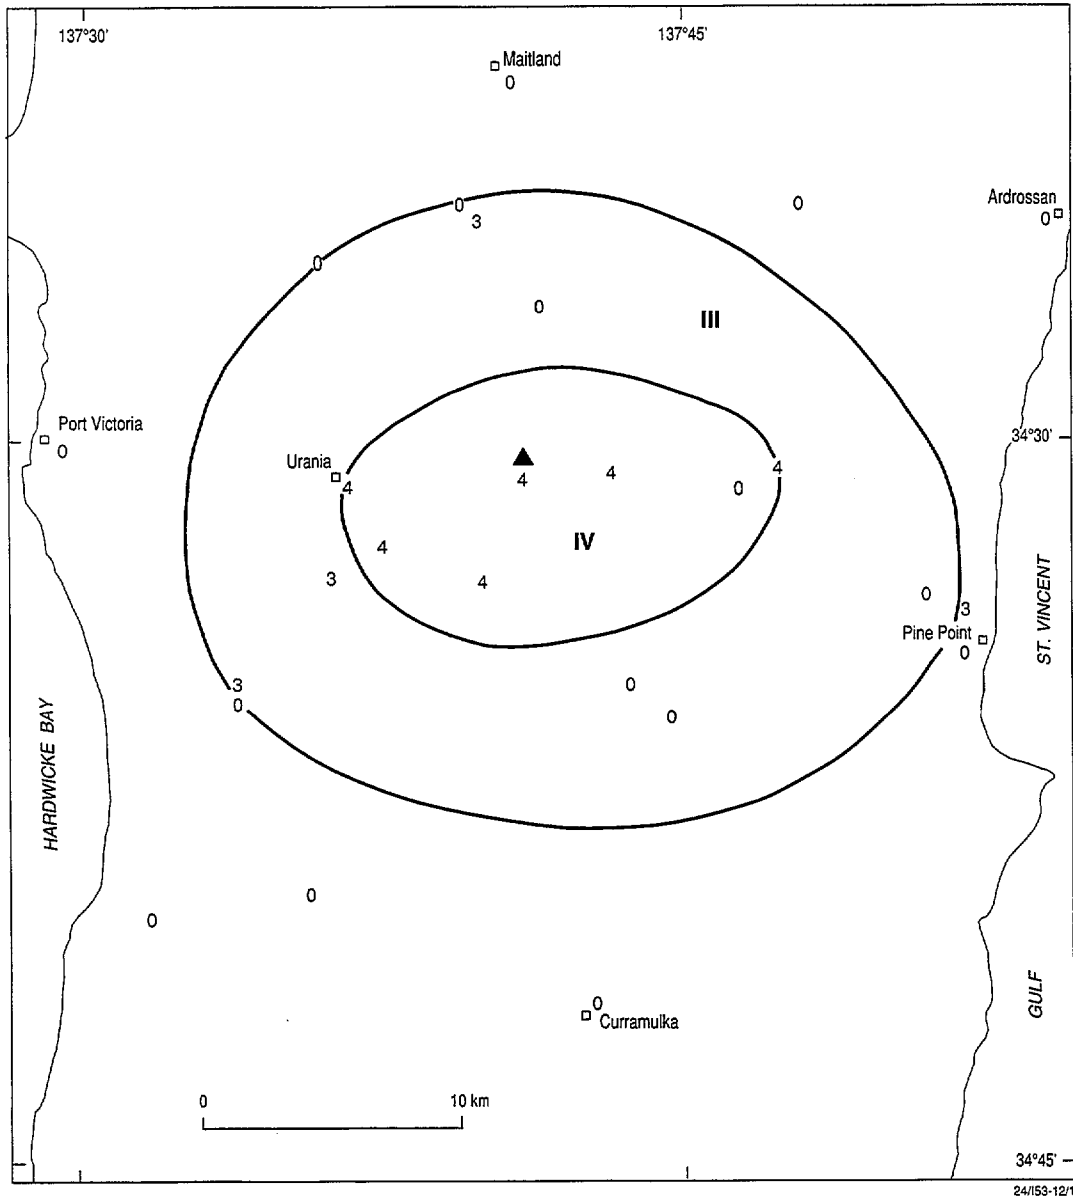 137°30'
137°45'
Maitland
0
Ardrossan
0
0
0
3
0
0
III
Port Victoria
0
34°30'
Urania
4
4
4
4
0
IV
4
3
4
0
3
Pine Point
0
ST. VINCENT
3
0
0
0
HARDWICKE BAY
0
0
0
Curramulka
GULF
0
10 km
34°45'
24/I53-12/1